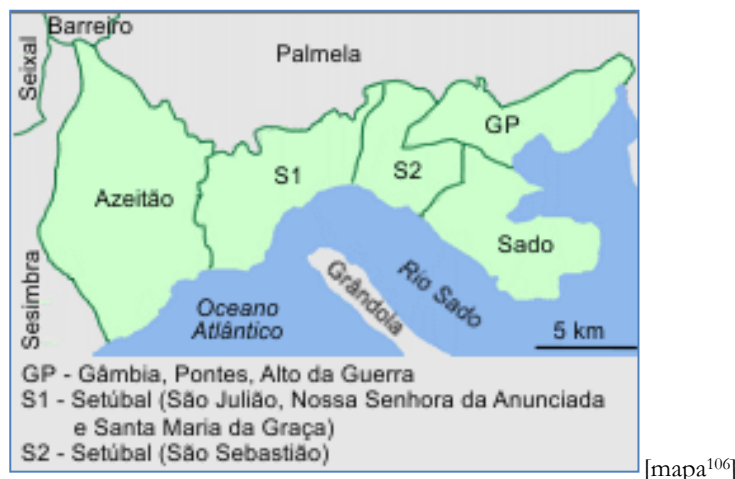 Barreiro
Seixal
Palmela
GP
S1
S2
Azeitão
Sado
Sesimbra
Grândola
Rio Sado
Oceano
Atlântico
5 km
GP - Gâmbia, Pontes, Alto da Guerra
S1 - Setúbal (São Julião, Nossa Senhora da Anunciada
e Santa Maria da Graça)
S2 - Setúbal (São Sebastião)
[mapa106]